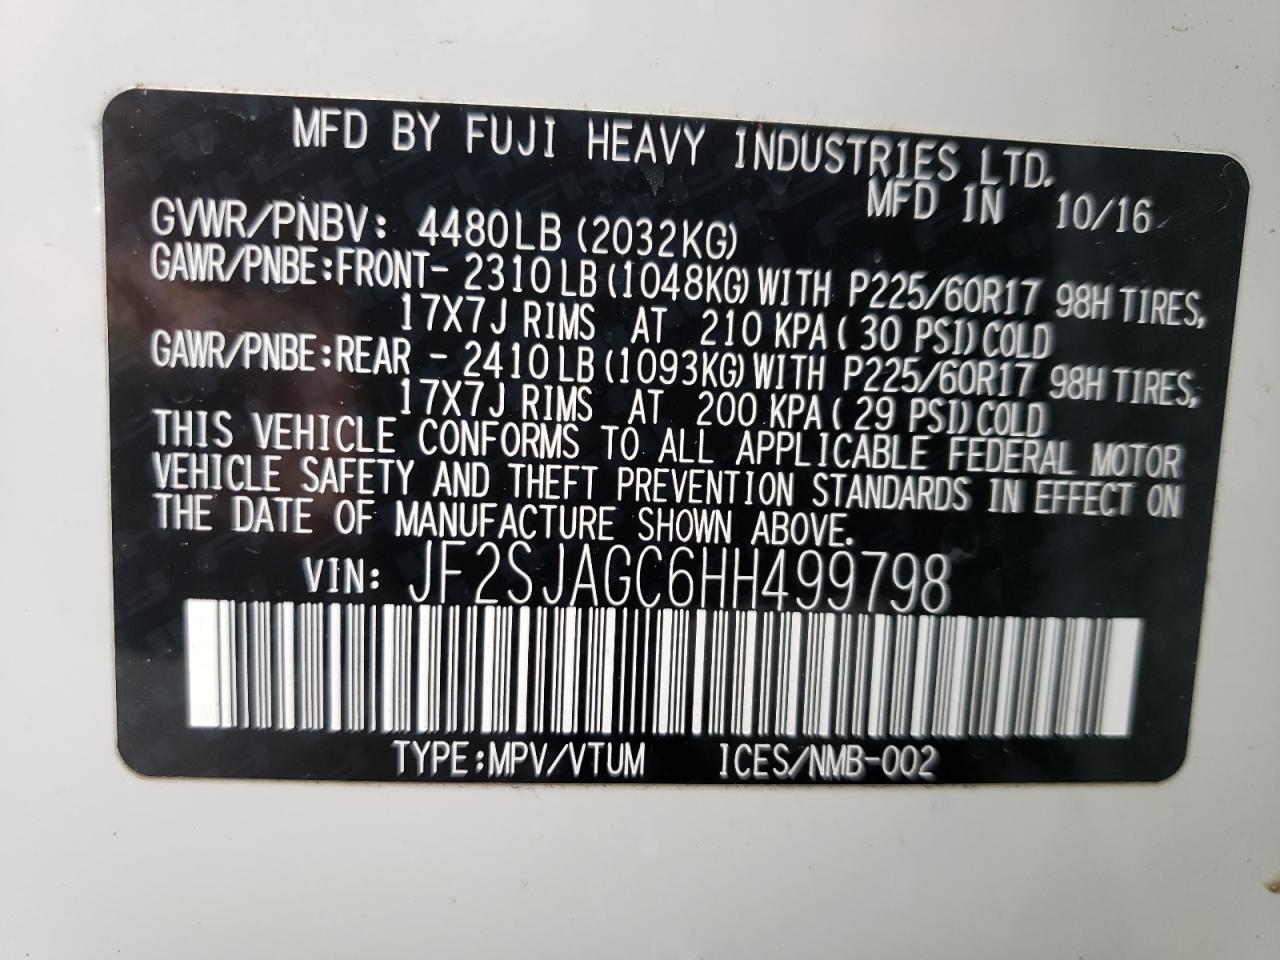 MFD BY FUJI HEAVY INDUSTRIES LTD.
MFD IN 10/16
GVWR/PNBV: 4480LB (2032KG)
GAWR/PNBE:FRONT- 2310LB (1048KG) WITH P225/60R17 98H TIRES,
17X7J RIMS AT 210 KPA( 30 PSI)COLD
GAWR/PNBE:REAR - 2410LB (1093KG) WITH P225/60R17 98H TIRES,
17X7J RIMS AT 200 KPA( 29 PSI)COLD
THIS VEHICLE CONFORMS TO ALL APPLICABLE FEDERAL MOTOR
VEHICLE SAFETY AND THEFT PREVENTION STANDARDS IN EFFECT ON
THE DATE OF MANUFACTURE SHOWN ABOVE.
VIN: JF2SJAGC6HH499798
TYPE:MPV/VTUM ICES/NMB-002